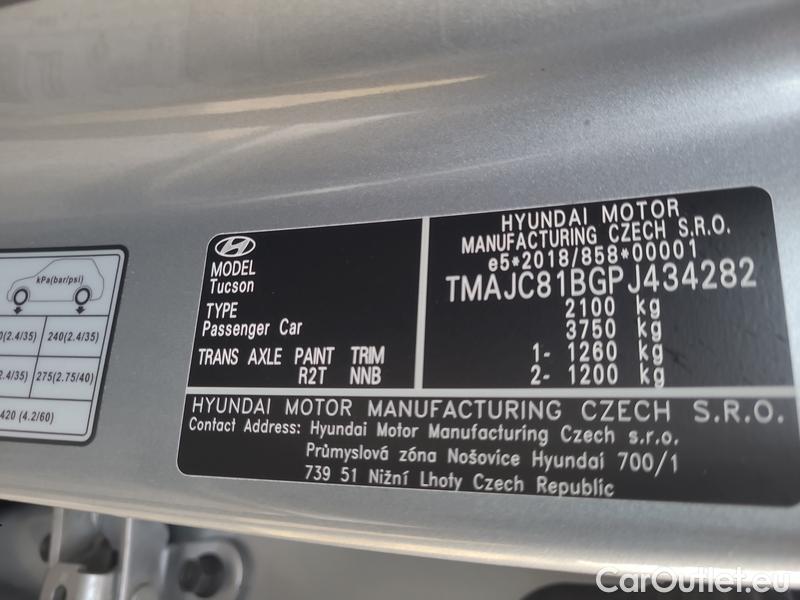 kPa(bar/psi)
0(2.4/35) 240(2.4/35)
2.4/35) 275(2.75/40)
420 (4.2/60)
MODEL
Tucson
TYPE
Passenger Car
TRANS AXLE PAINT TRIM
R2T NNB
HYUNDAI MOTOR
MANUFACTURING CZECH S.R.O.
e5*2018/858*00001
TMAJC81BGPJ434282
2100 kg
3750 kg
1- 1260 kg
2- 1200 kg
HYUNDAI MOTOR MANUFACTURING CZECH S.R.O.
Contact Address: Hyundai Motor Manufacturing Czech s.r.o.
Průmyslová zóna Nošovice Hyundai 700/1
739 51 Nižní Lhoty Czech Republic
CarOutlet.eu